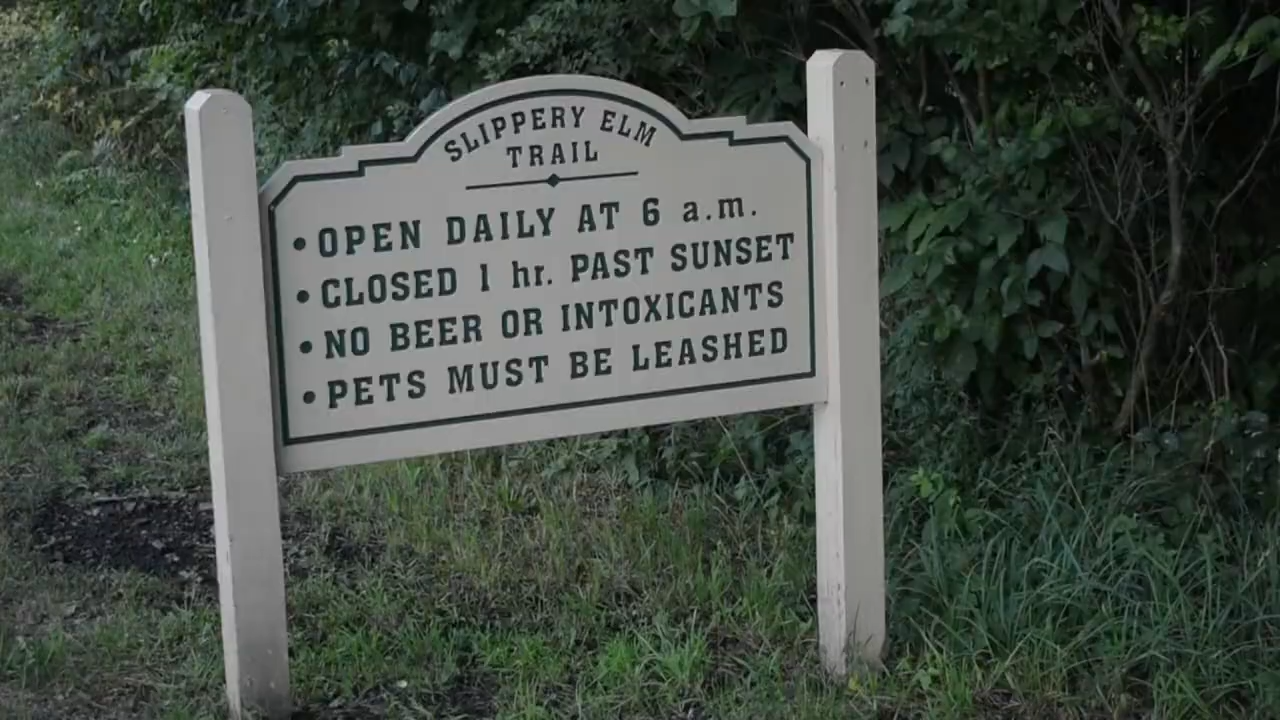 SLIPPERY ELM
TRAIL
• OPEN DAILY AT 6 a.m.
• CLOSED 1 hr. PAST SUNSET
• NO BEER OR INTOXICANTS
• PETS MUST BE LEASHED